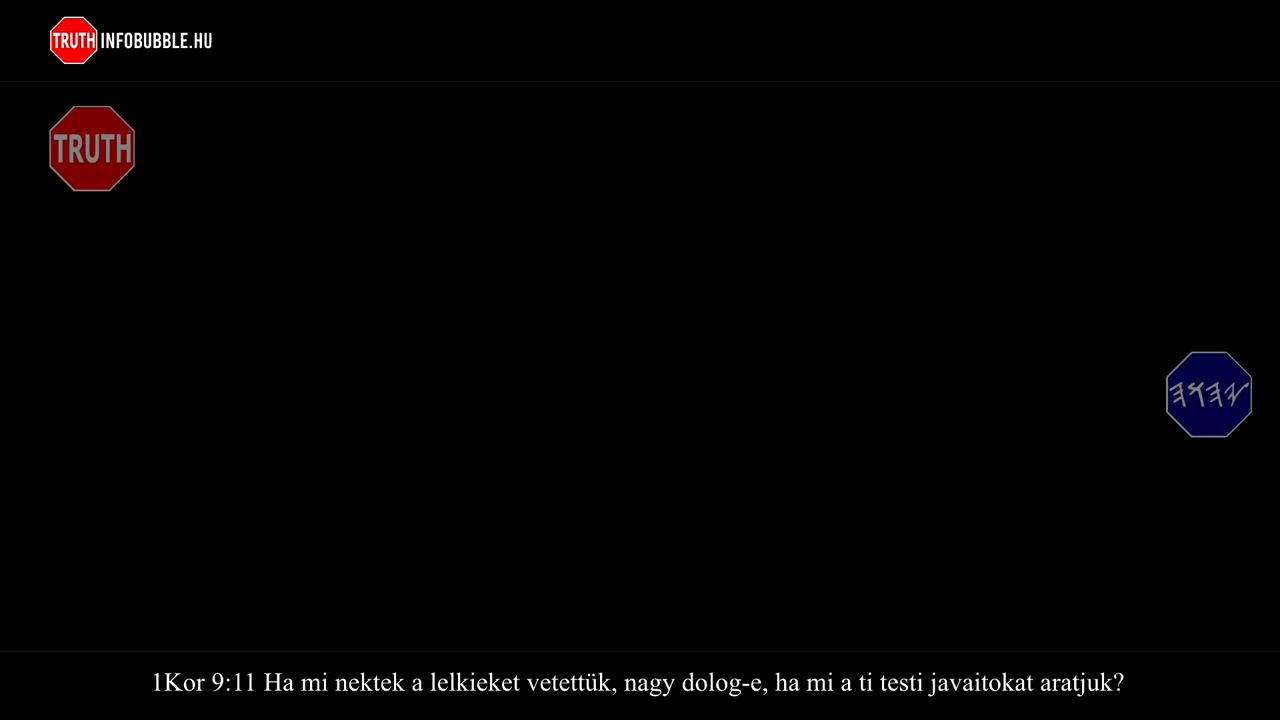 TRUTH INFOBUBBLE.HU
TRUTH
𐤉𐤄𐤅𐤄
1Kor 9:11 Ha mi nektek a lelkieket vetettük, nagy dolog-e, ha mi a ti testi javaitokat aratjuk?